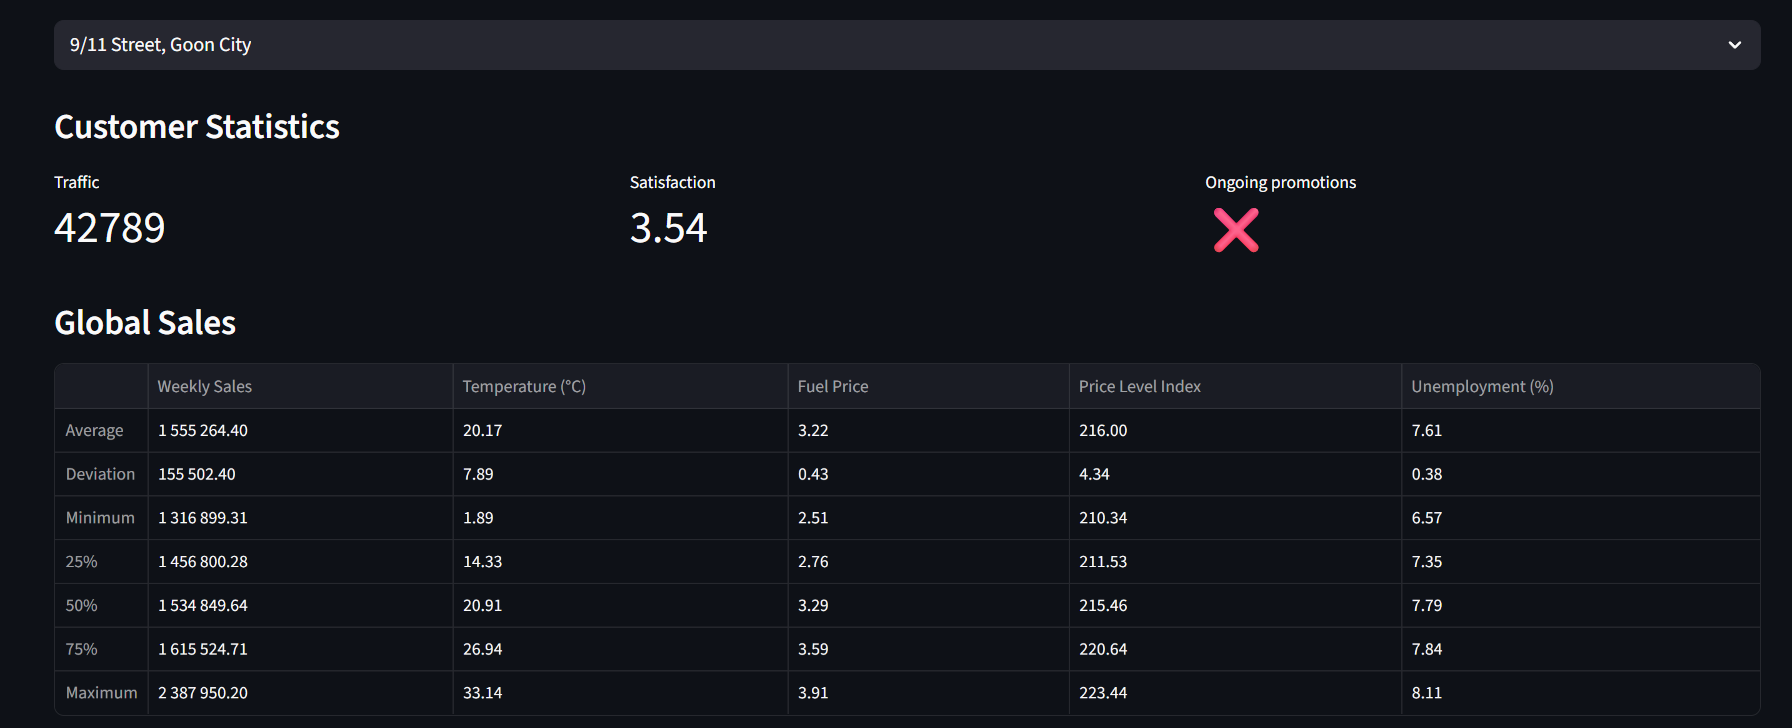 9/11 Street, Goon City
Customer Statistics
Traffic Satisfaction Ongoing promotions
42789 3.54
Global Sales
Weekly Sales Temperature (°C) Fuel Price Price Level Index Unemployment (%)
Average 1 555 264.40 20.17 3.22 216.00 7.61
Deviation 155 502.40 7.89 0.43 4.34 0.38
Minimum 1 316 899.31 1.89 2.51 210.34 6.57
25% 1 456 800.28 14.33 2.76 211.53 7.35
50% 1 534 849.64 20.91 3.29 215.46 7.79
75% 1 615 524.71 26.94 3.59 220.64 7.84
Maximum 2 387 950.20 33.14 3.91 223.44 8.11